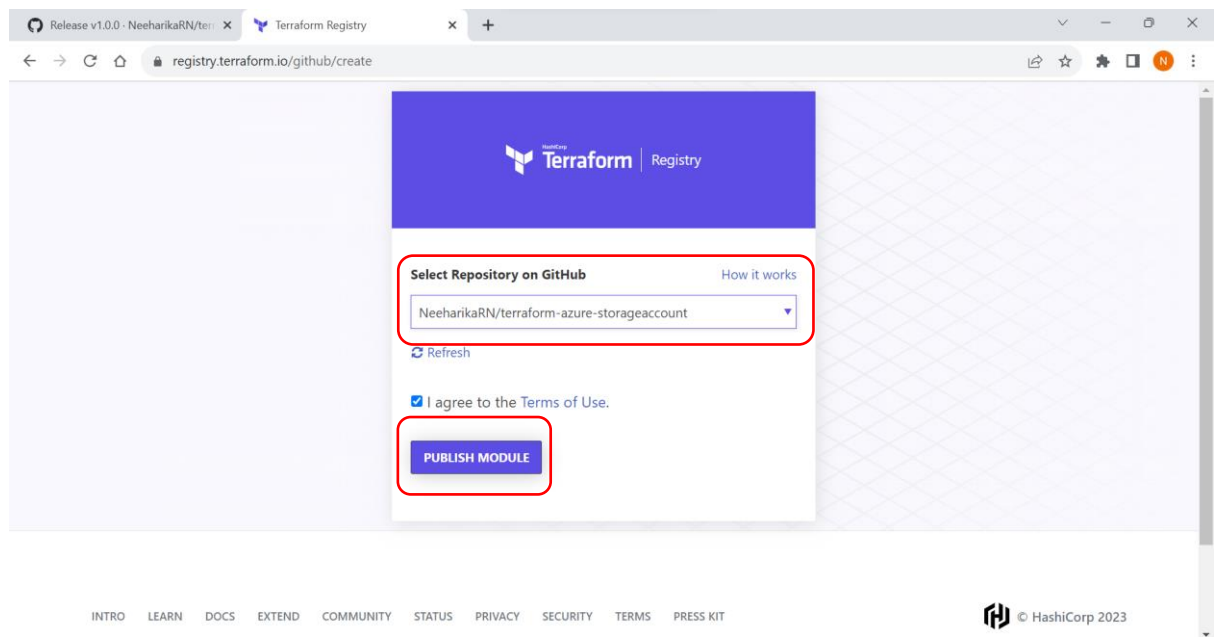 Release v1.0.0 · NeeharikaRN/ter
Terraform Registry
registry.terraform.io/github/create
N
HashiCorp
Terraform | Registry
Select Repository on GitHub How it works
NeeharikaRN/terraform-azure-storageaccount
Refresh
I agree to the Terms of Use.
PUBLISH MODULE
INTRO LEARN DOCS EXTEND COMMUNITY STATUS PRIVACY SECURITY TERMS PRESS KIT © HashiCorp 2023